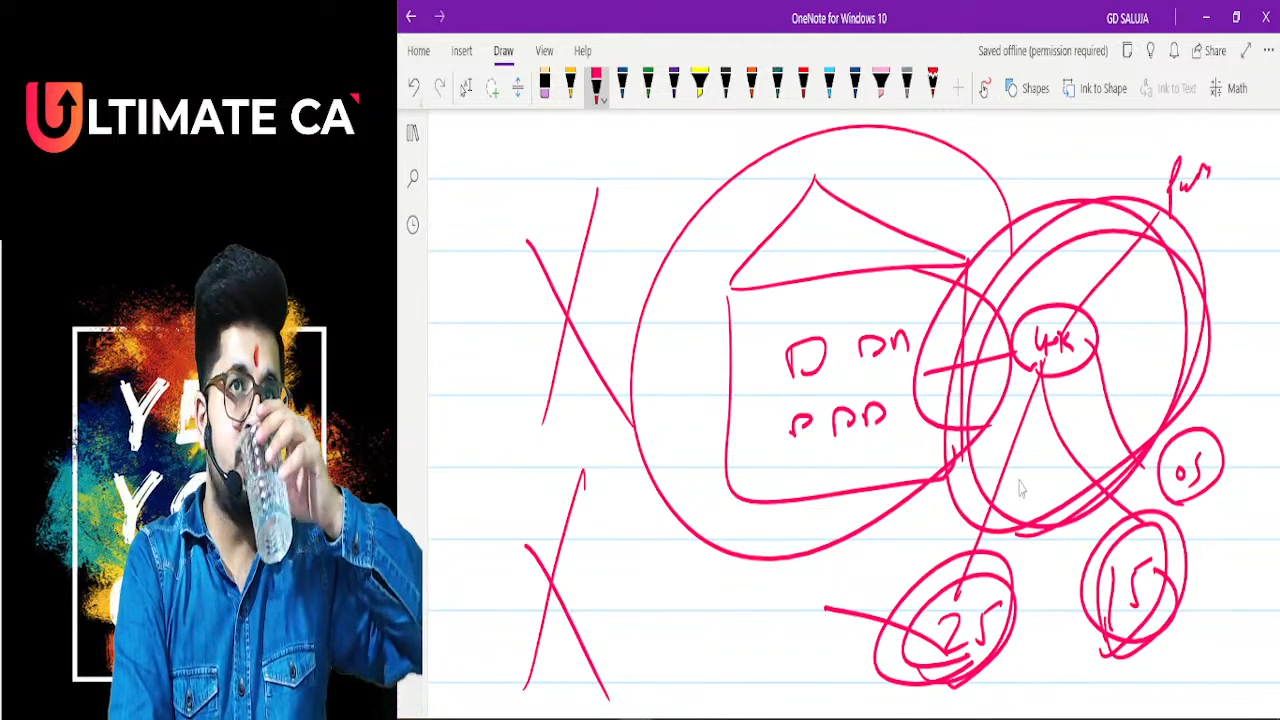 ULTIMATE CA
OneNote for Windows 10
GD SALUJA
Home Insert Draw View Help
Saved offline (permission required)
Share
Shapes
Ink to Shape
Ink to Text
Math
4K
05
15
25